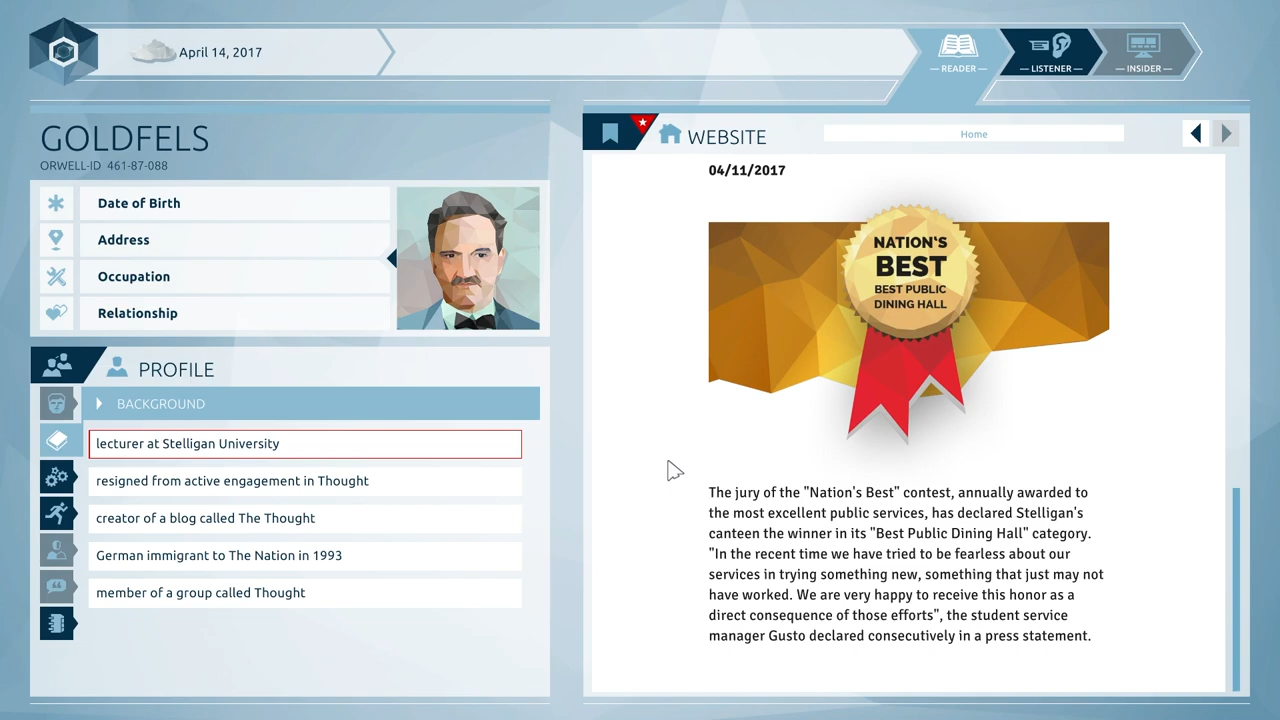 April 14, 2017
— READER —
— LISTENER —
— INSIDER —
GOLDFELS
ORWELL-ID 461-87-088
Date of Birth
Address
Occupation
Relationship
PROFILE
BACKGROUND
lecturer at Stelligan University
resigned from active engagement in Thought
creator of a blog called The Thought
German immigrant to The Nation in 1993
member of a group called Thought
WEBSITE
Home
04/11/2017
NATION'S
BEST
BEST PUBLIC
DINING HALL
The jury of the "Nation's Best" contest, annually awarded to
the most excellent public services, has declared Stelligan's
canteen the winner in its "Best Public Dining Hall" category.
"In the recent time we have tried to be fearless about our
services in trying something new, something that just may not
have worked. We are very happy to receive this honor as a
direct consequence of those efforts", the student service
manager Gusto declared consecutively in a press statement.